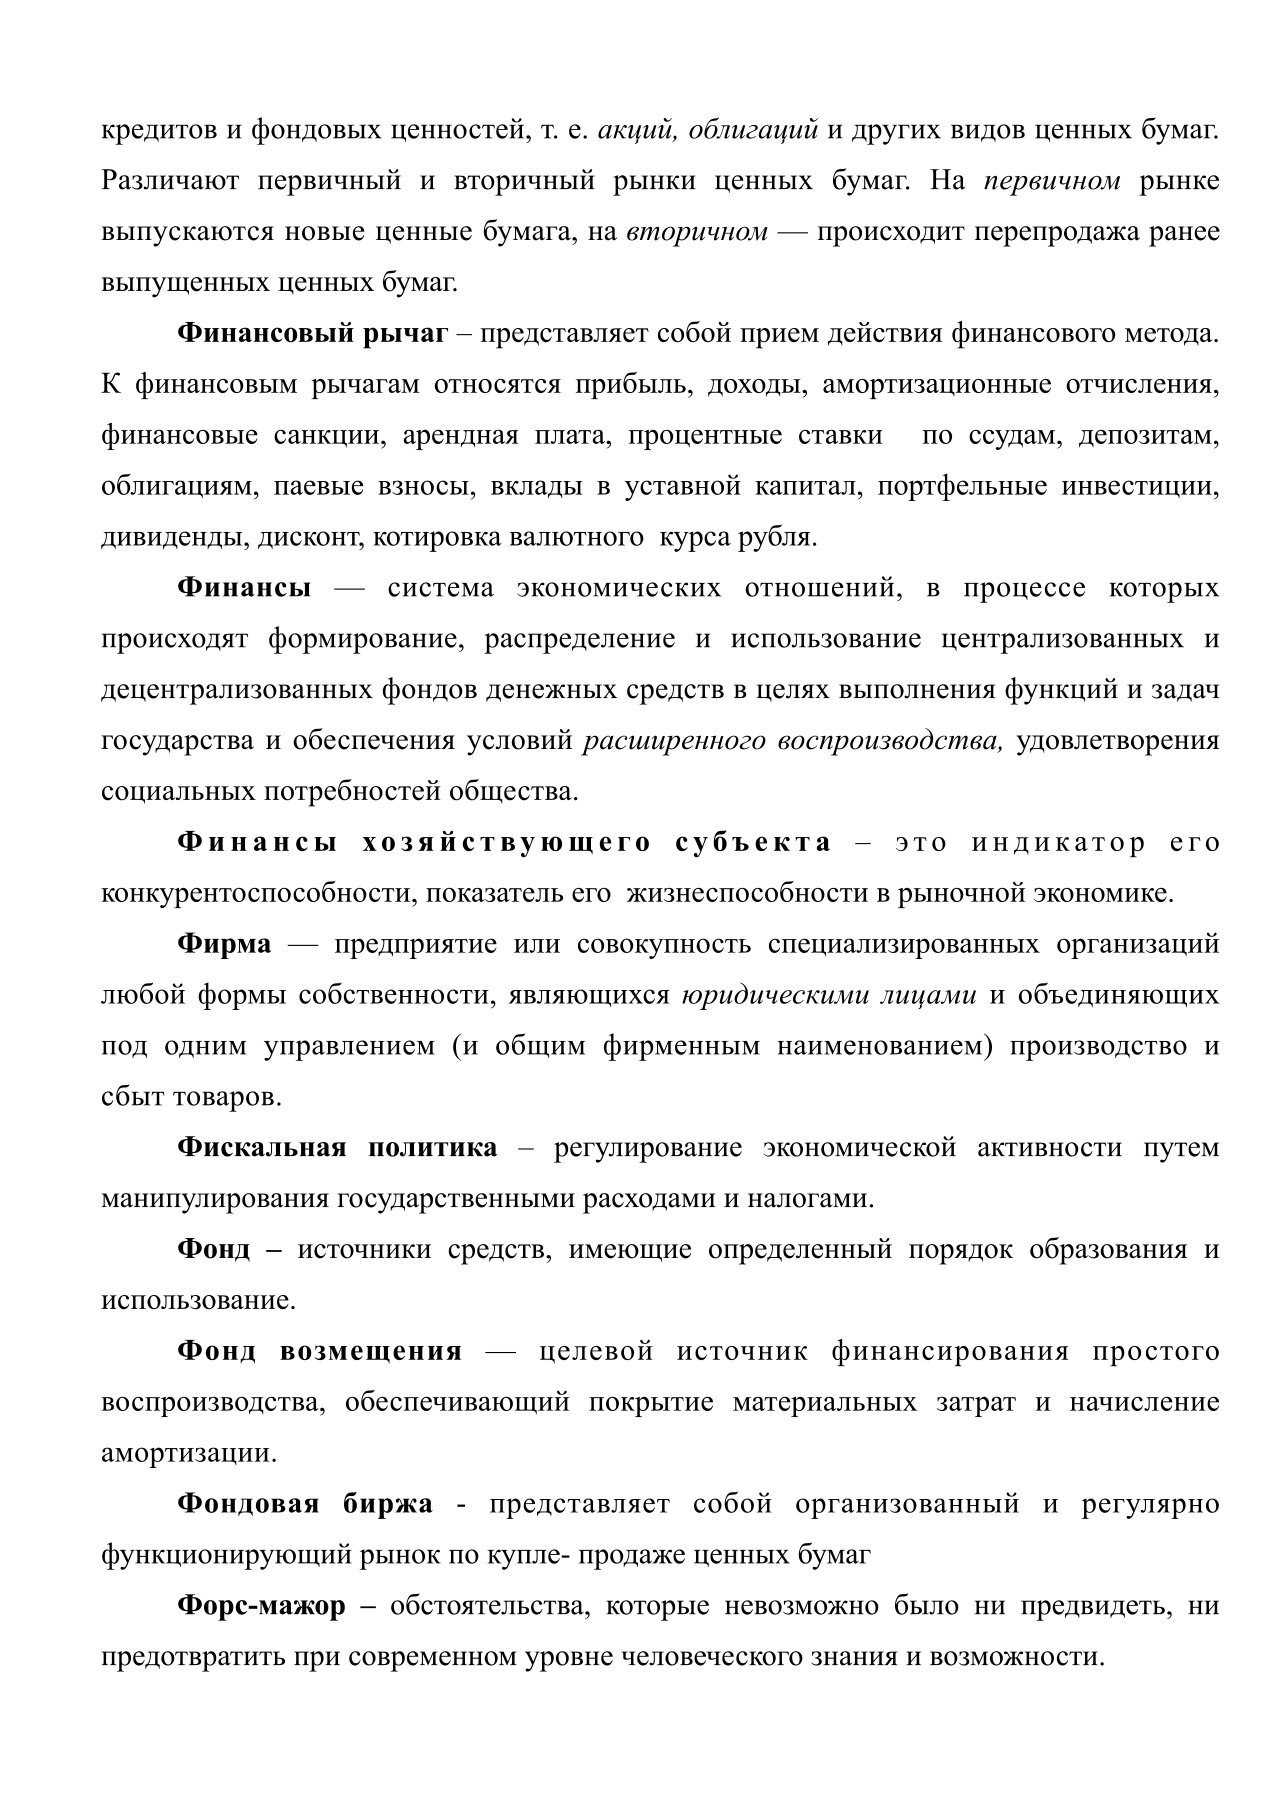 кредитов и фондовых ценностей, т. е. акций, облигаций и других видов ценных бумаг.
Различают первичный и вторичный рынки ценных бумаг. На первичном рынке
выпускаются новые ценные бумага, на вторичном — происходит перепродажа ранее
выпущенных ценных бумаг.
Финансовый рычаг – представляет собой прием действия финансового метода.
К финансовым рычагам относятся прибыль, доходы, амортизационные отчисления,
финансовые санкции, арендная плата, процентные ставки по ссудам, депозитам,
облигациям, паевые взносы, вклады в уставной капитал, портфельные инвестиции,
дивиденды, дисконт, котировка валютного курса рубля.
Финансы — система экономических отношений, в процессе которых
происходят формирование, распределение и использование централизованных и
децентрализованных фондов денежных средств в целях выполнения функций и задач
государства и обеспечения условий расширенного воспроизводства, удовлетворения
социальных потребностей общества.
Финансы хозяйствующего субъекта – это индикатор его
конкурентоспособности, показатель его жизнеспособности в рыночной экономике.
Фирма — предприятие или совокупность специализированных организаций
любой формы собственности, являющихся юридическими лицами и объединяющих
под одним управлением (и общим фирменным наименованием) производство и
сбыт товаров.
Фискальная политика – регулирование экономической активности путем
манипулирования государственными расходами и налогами.
Фонд – источники средств, имеющие определенный порядок образования и
использование.
Фонд возмещения — целевой источник финансирования простого
воспроизводства, обеспечивающий покрытие материальных затрат и начисление
амортизации.
Фондовая биржа - представляет собой организованный и регулярно
функционирующий рынок по купле- продаже ценных бумаг
Форс-мажор – обстоятельства, которые невозможно было ни предвидеть, ни
предотвратить при современном уровне человеческого знания и возможности.